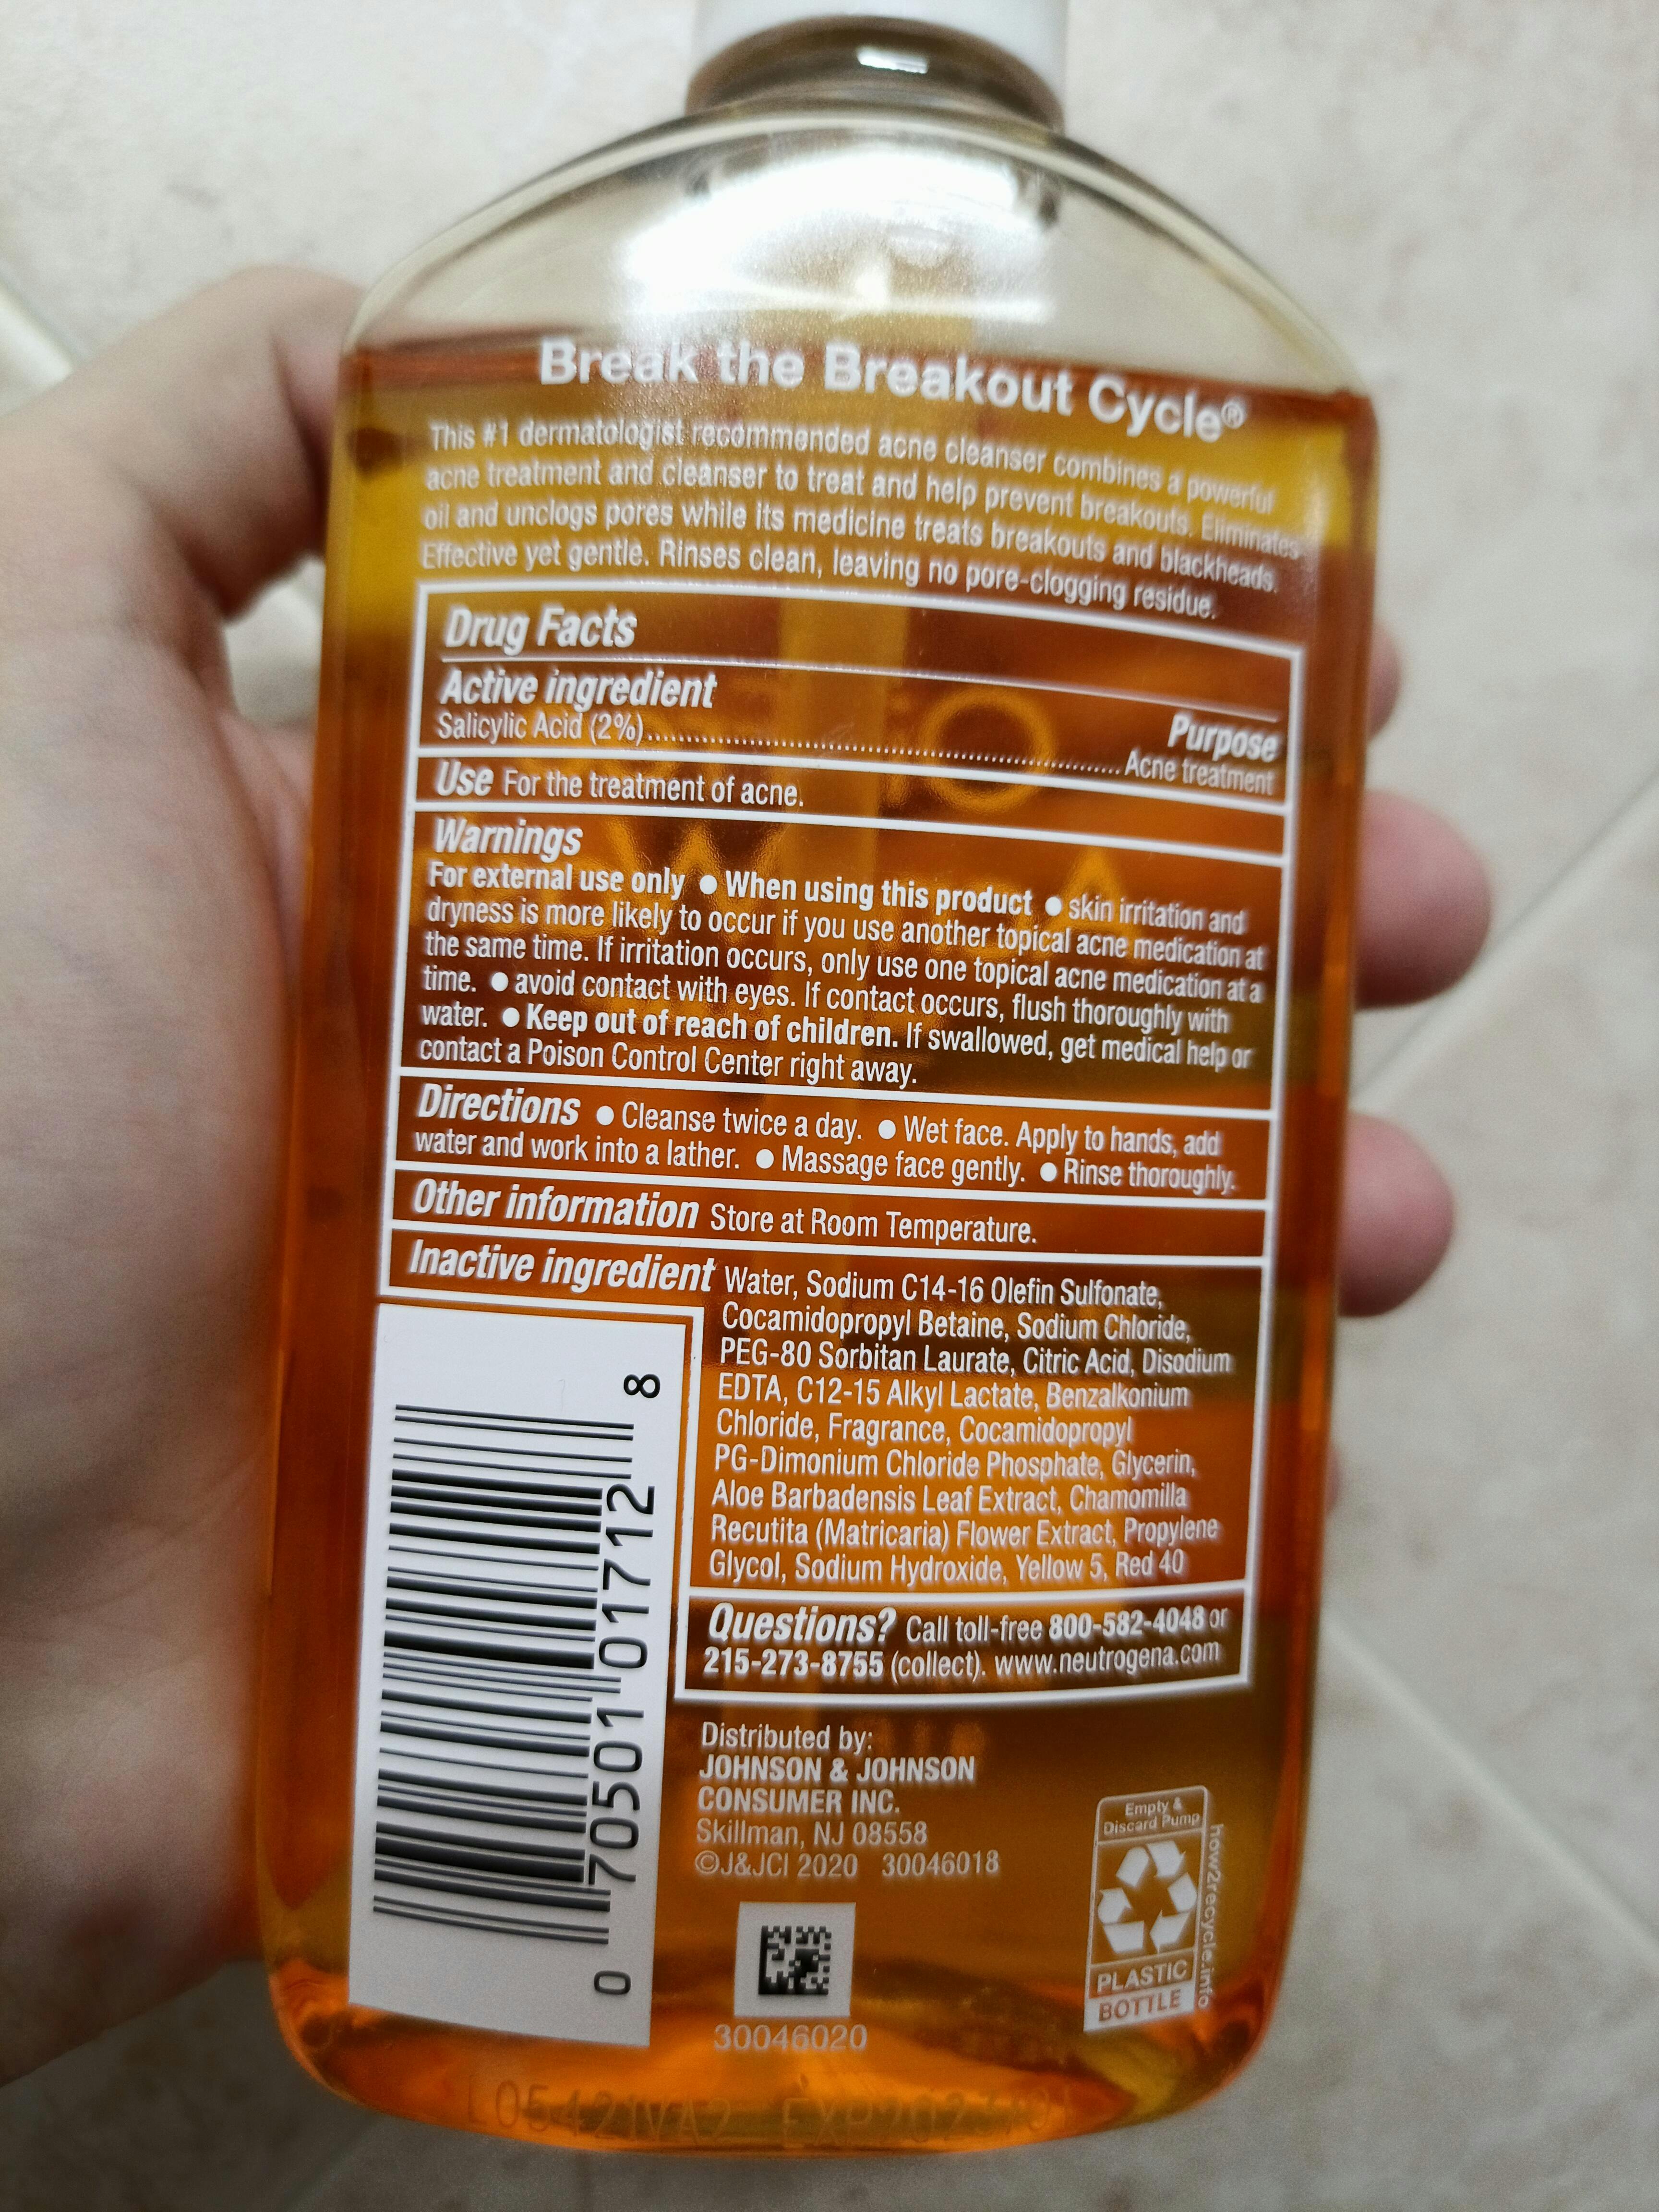 Break the Breakout Cycle®
This #1 dermatologist recommended acne cleanser combines a powerful
acne treatment and cleanser to treat and help prevent breakouts. Eliminates
oil and unclogs pores while its medicine treats breakouts and blackheads.
Effective yet gentle. Rinses clean, leaving no pore-clogging residue.
Drug Facts
Active ingredient Purpose
Salicylic Acid (2%)................................................................Acne treatment
Use For the treatment of acne.
Warnings
For external use only ● When using this product ● skin irritation and
dryness is more likely to occur if you use another topical acne medication at
the same time. If irritation occurs, only use one topical acne medication at a
time. ● avoid contact with eyes. If contact occurs, flush thoroughly with
water. ● Keep out of reach of children. If swallowed, get medical help or
contact a Poison Control Center right away.
Directions ● Cleanse twice a day. ● Wet face. Apply to hands, add
water and work into a lather. ● Massage face gently. ● Rinse thoroughly.
Other information Store at Room Temperature.
Inactive ingredient Water, Sodium C14-16 Olefin Sulfonate,
Cocamidopropyl Betaine, Sodium Chloride,
PEG-80 Sorbitan Laurate, Citric Acid, Disodium
EDTA, C12-15 Alkyl Lactate, Benzalkonium
Chloride, Fragrance, Cocamidopropyl
PG-Dimonium Chloride Phosphate, Glycerin,
Aloe Barbadensis Leaf Extract, Chamomilla
Recutita (Matricaria) Flower Extract, Propylene
Glycol, Sodium Hydroxide, Yellow 5, Red 40
Questions? Call toll-free 800-582-4048 or
215-273-8755 (collect). www.neutrogena.com
0 70501 01712 8
Distributed by:
JOHNSON & JOHNSON
CONSUMER INC.
Skillman, NJ 08558
©J&JCI 2020 30046018
30046020
Empty &
Discard Pump
PLASTIC
BOTTLE
how2recycle.info